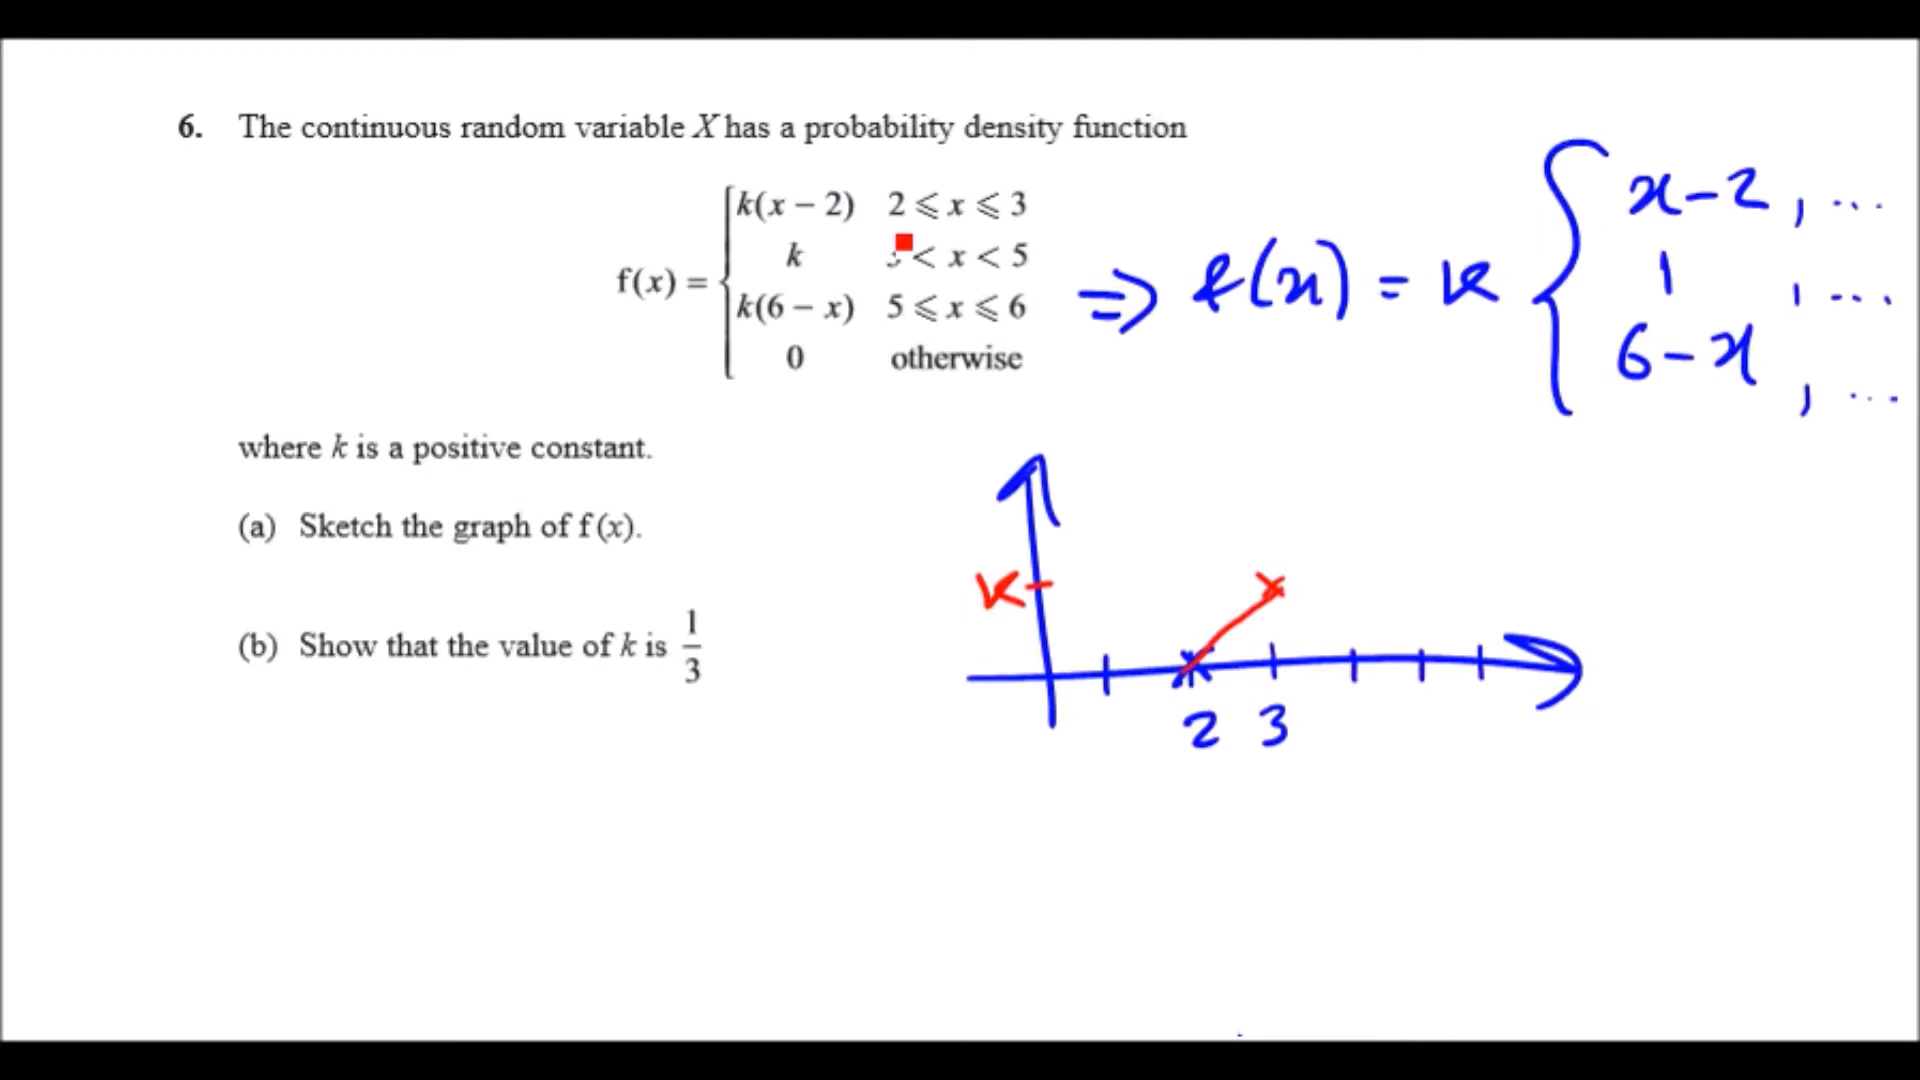 6. The continuous random variable X has a probability density function
f(x) = { k(x − 2) 2 ⩽ x ⩽ 3
k < x < 5
k(6 − x) 5 ⩽ x ⩽ 6
0 otherwise
⇒ f(x) = k { x − 2 , ...
1 , ...
6 − x , ...
where k is a positive constant.
(a) Sketch the graph of f(x).
(b) Show that the value of k is 1/3
K
2 3